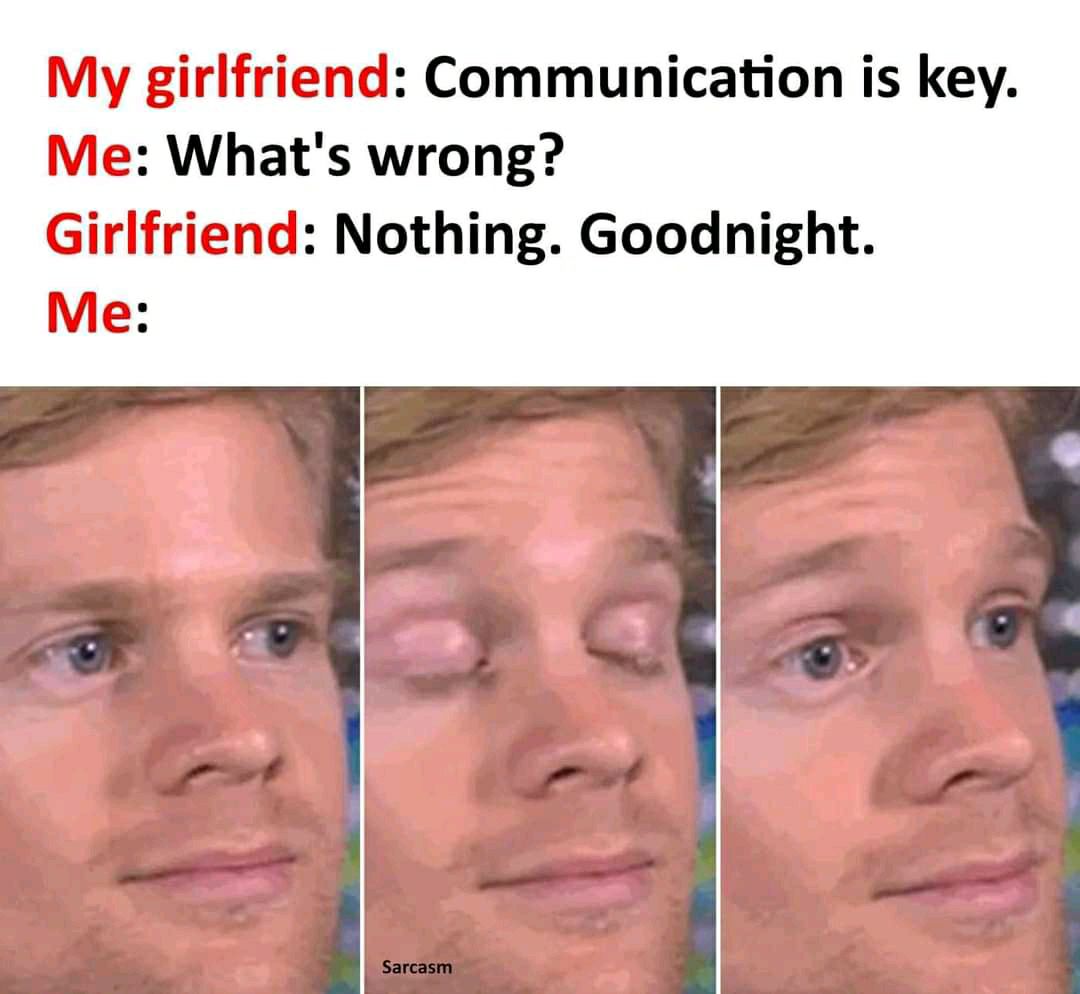 My girlfriend: Communication is key.
Me: What's wrong?
Girlfriend: Nothing. Goodnight.
Me:
Sarcasm